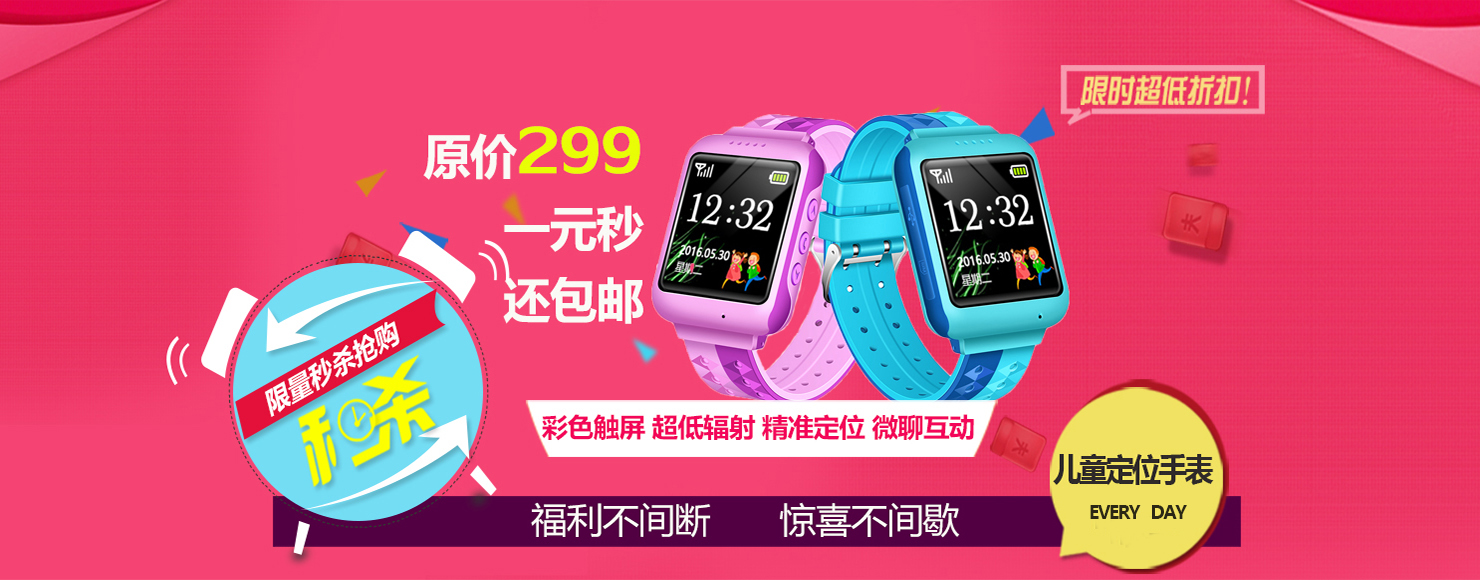 限时超低折扣!
原价299
一元秒
还包邮
12:32
2016.05.30
星期二
12:32
2016.05.30
星期二
限量秒杀抢购
秒杀
彩色触屏 超低辐射 精准定位 微聊互动
儿童定位手表
EVERY DAY
福利不间断 惊喜不间歇